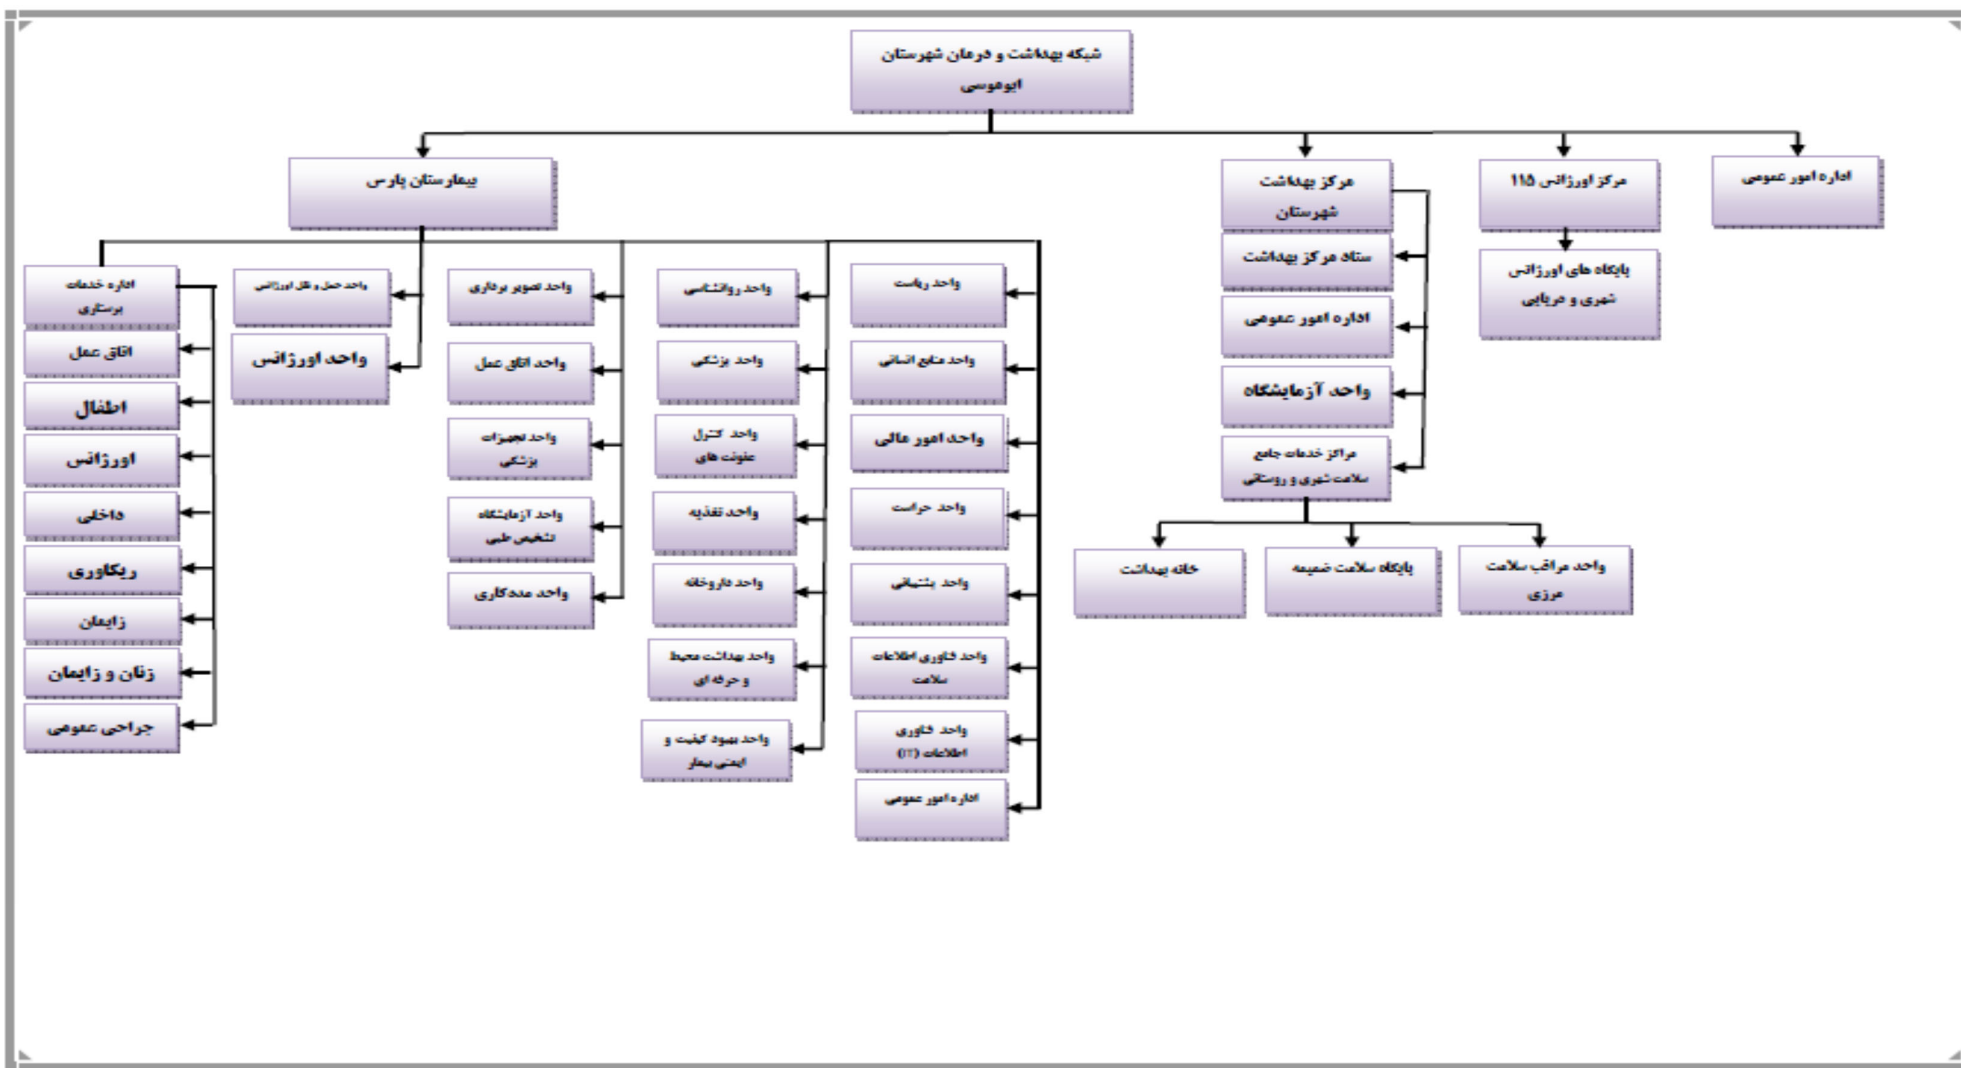 شبکه بهداشت و درمان شهرستان
ابوموسی
اداره امور عمومی
مرکز اورژانس ۱۱۵
پایگاه های اورژانس
شهری و دریایی
مرکز بهداشت
شهرستان
ستاد مرکز بهداشت
اداره امور عمومی
واحد آزمایشگاه
مراکز خدمات جامع
سلامت شهری و روستائی
واحد مراقب سلامت
مرزی
پایگاه سلامت ضمیمه
خانه بهداشت
بیمارستان پارس
واحد ریاست
واحد منابع انسانی
واحد امور مالی
واحد حراست
واحد پشتیبانی
واحد فناوری اطلاعات
سلامت
واحد فناوری
اطلاعات (IT)
اداره امور عمومی
واحد روانشناسی
واحد پزشکی
واحد کنترل
عفونت های
واحد تغذیه
واحد داروخانه
واحد بهداشت محیط
و حرفه ای
واحد بهبود کیفیت و
ایمنی بیمار
واحد تصویر برداری
واحد اتاق عمل
واحد تجهیزات
پزشکی
واحد آزمایشگاه
تشخیص طبی
واحد مددکاری
واحد حمل و نقل اورژانس
واحد اورژانس
اداره خدمات
پرستاری
اتاق عمل
اطفال
اورژانس
داخلی
ریکاوری
زایمان
زنان و زایمان
جراحی عمومی